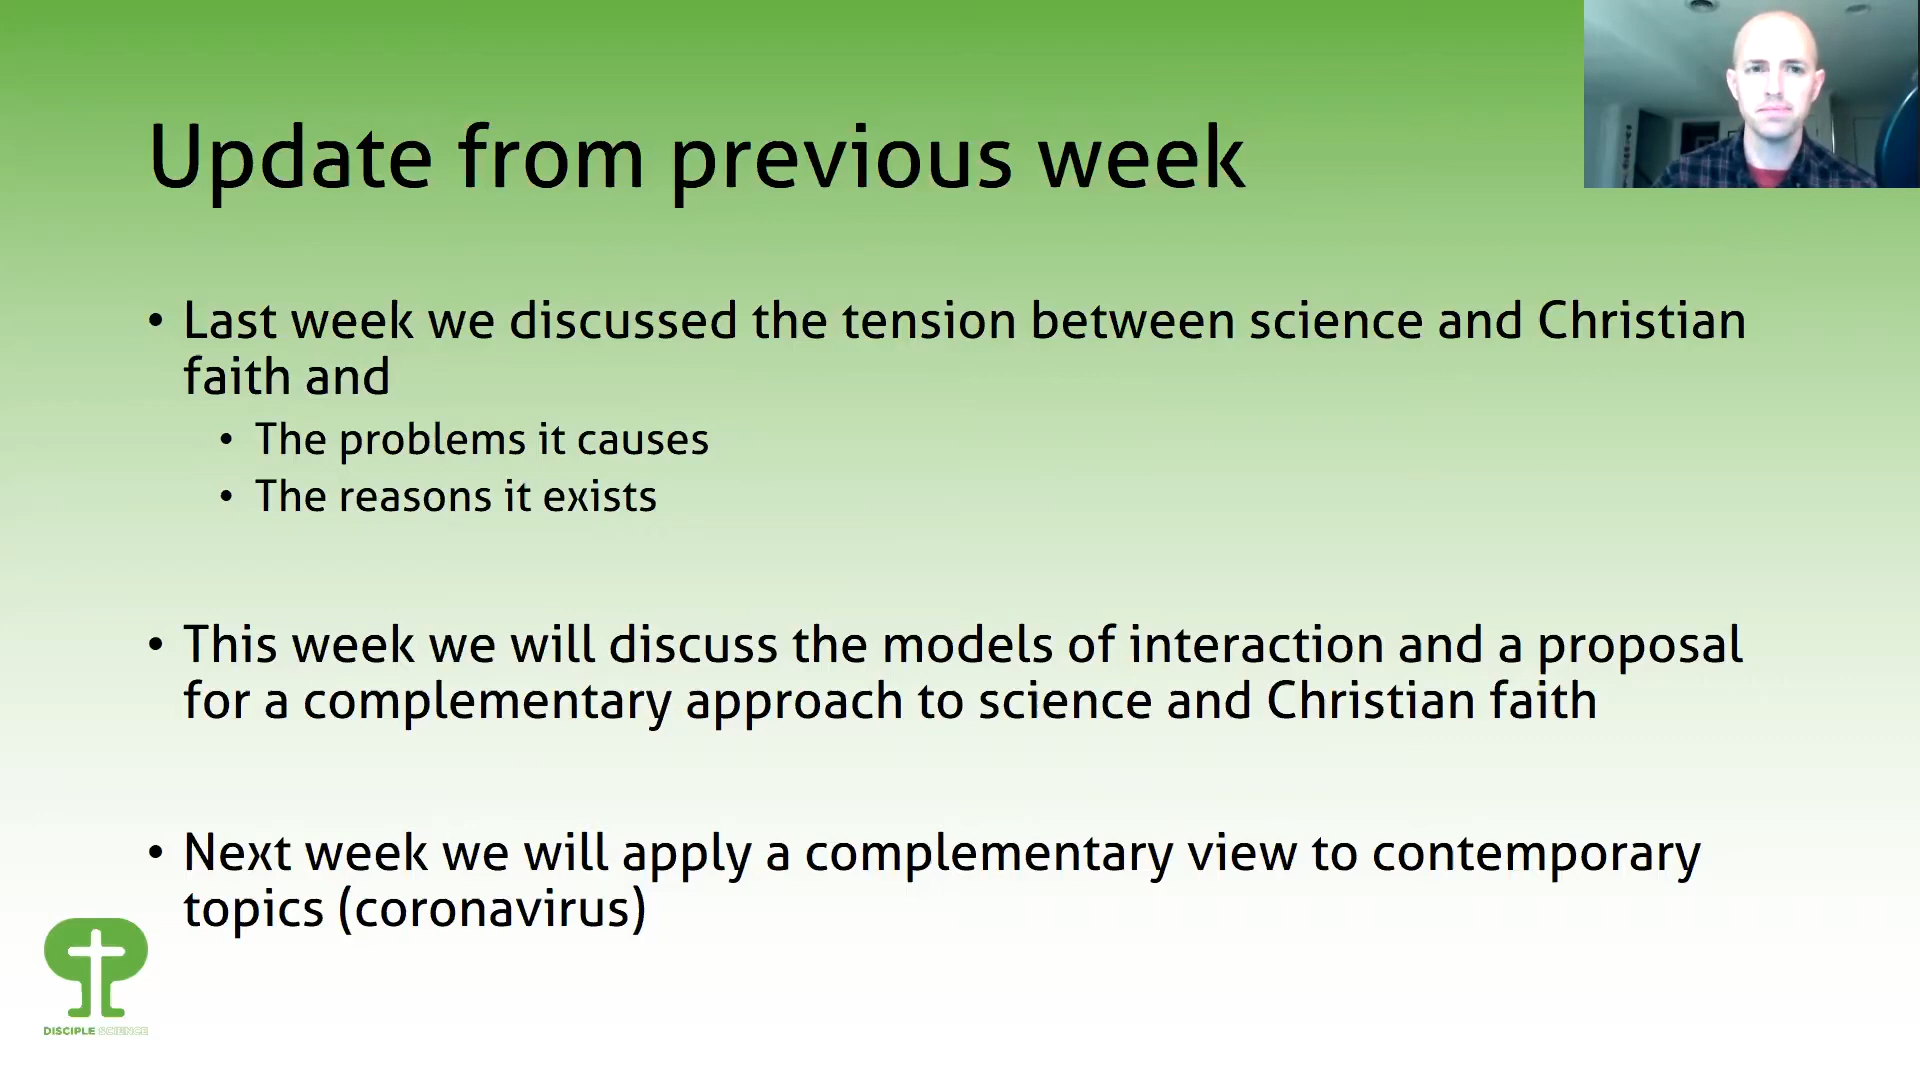 Update from previous week
• Last week we discussed the tension between science and Christian
faith and
• The problems it causes
• The reasons it exists
• This week we will discuss the models of interaction and a proposal
for a complementary approach to science and Christian faith
• Next week we will apply a complementary view to contemporary
topics (coronavirus)
DISCIPLE SCIENCE